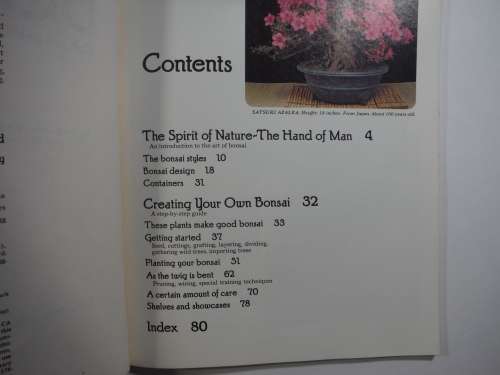 Contents
SATSUKI AZALEA. Height: 18 inches. From Japan. About 100 years old.
The Spirit of Nature-The Hand of Man 4
An introduction to the art of bonsai
The bonsai styles 10
Bonsai design 18
Containers 31
Creating Your Own Bonsai 32
A step-by-step guide
These plants make good bonsai 33
Getting started 37
Seed, cuttings, grafting, layering, dividing,
gathering wild trees, importing trees
Planting your bonsai 51
As the twig is bent 62
Pruning, wiring, special training techniques
A certain amount of care 70
Shelves and showcases 78
Index 80